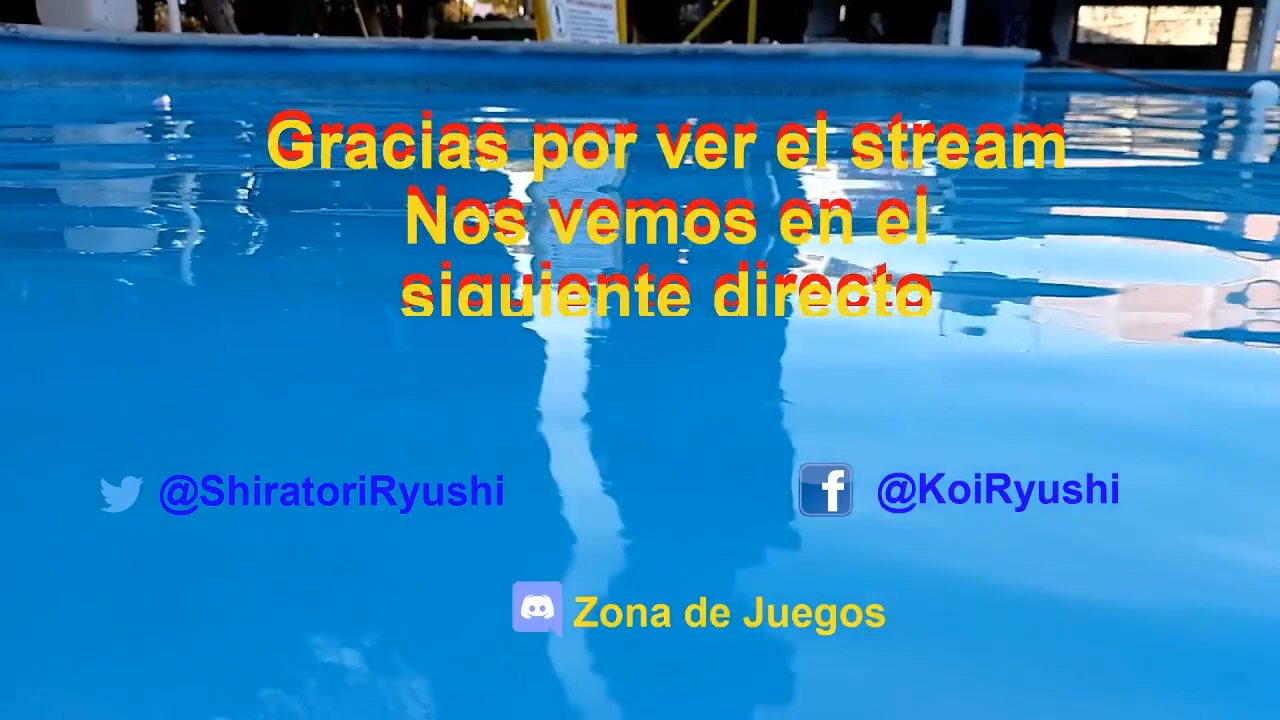 Gracias por ver el stream
Nos vemos en el
siguiente directo
@ShiratoriRyushi
@KoiRyushi
Zona de Juegos